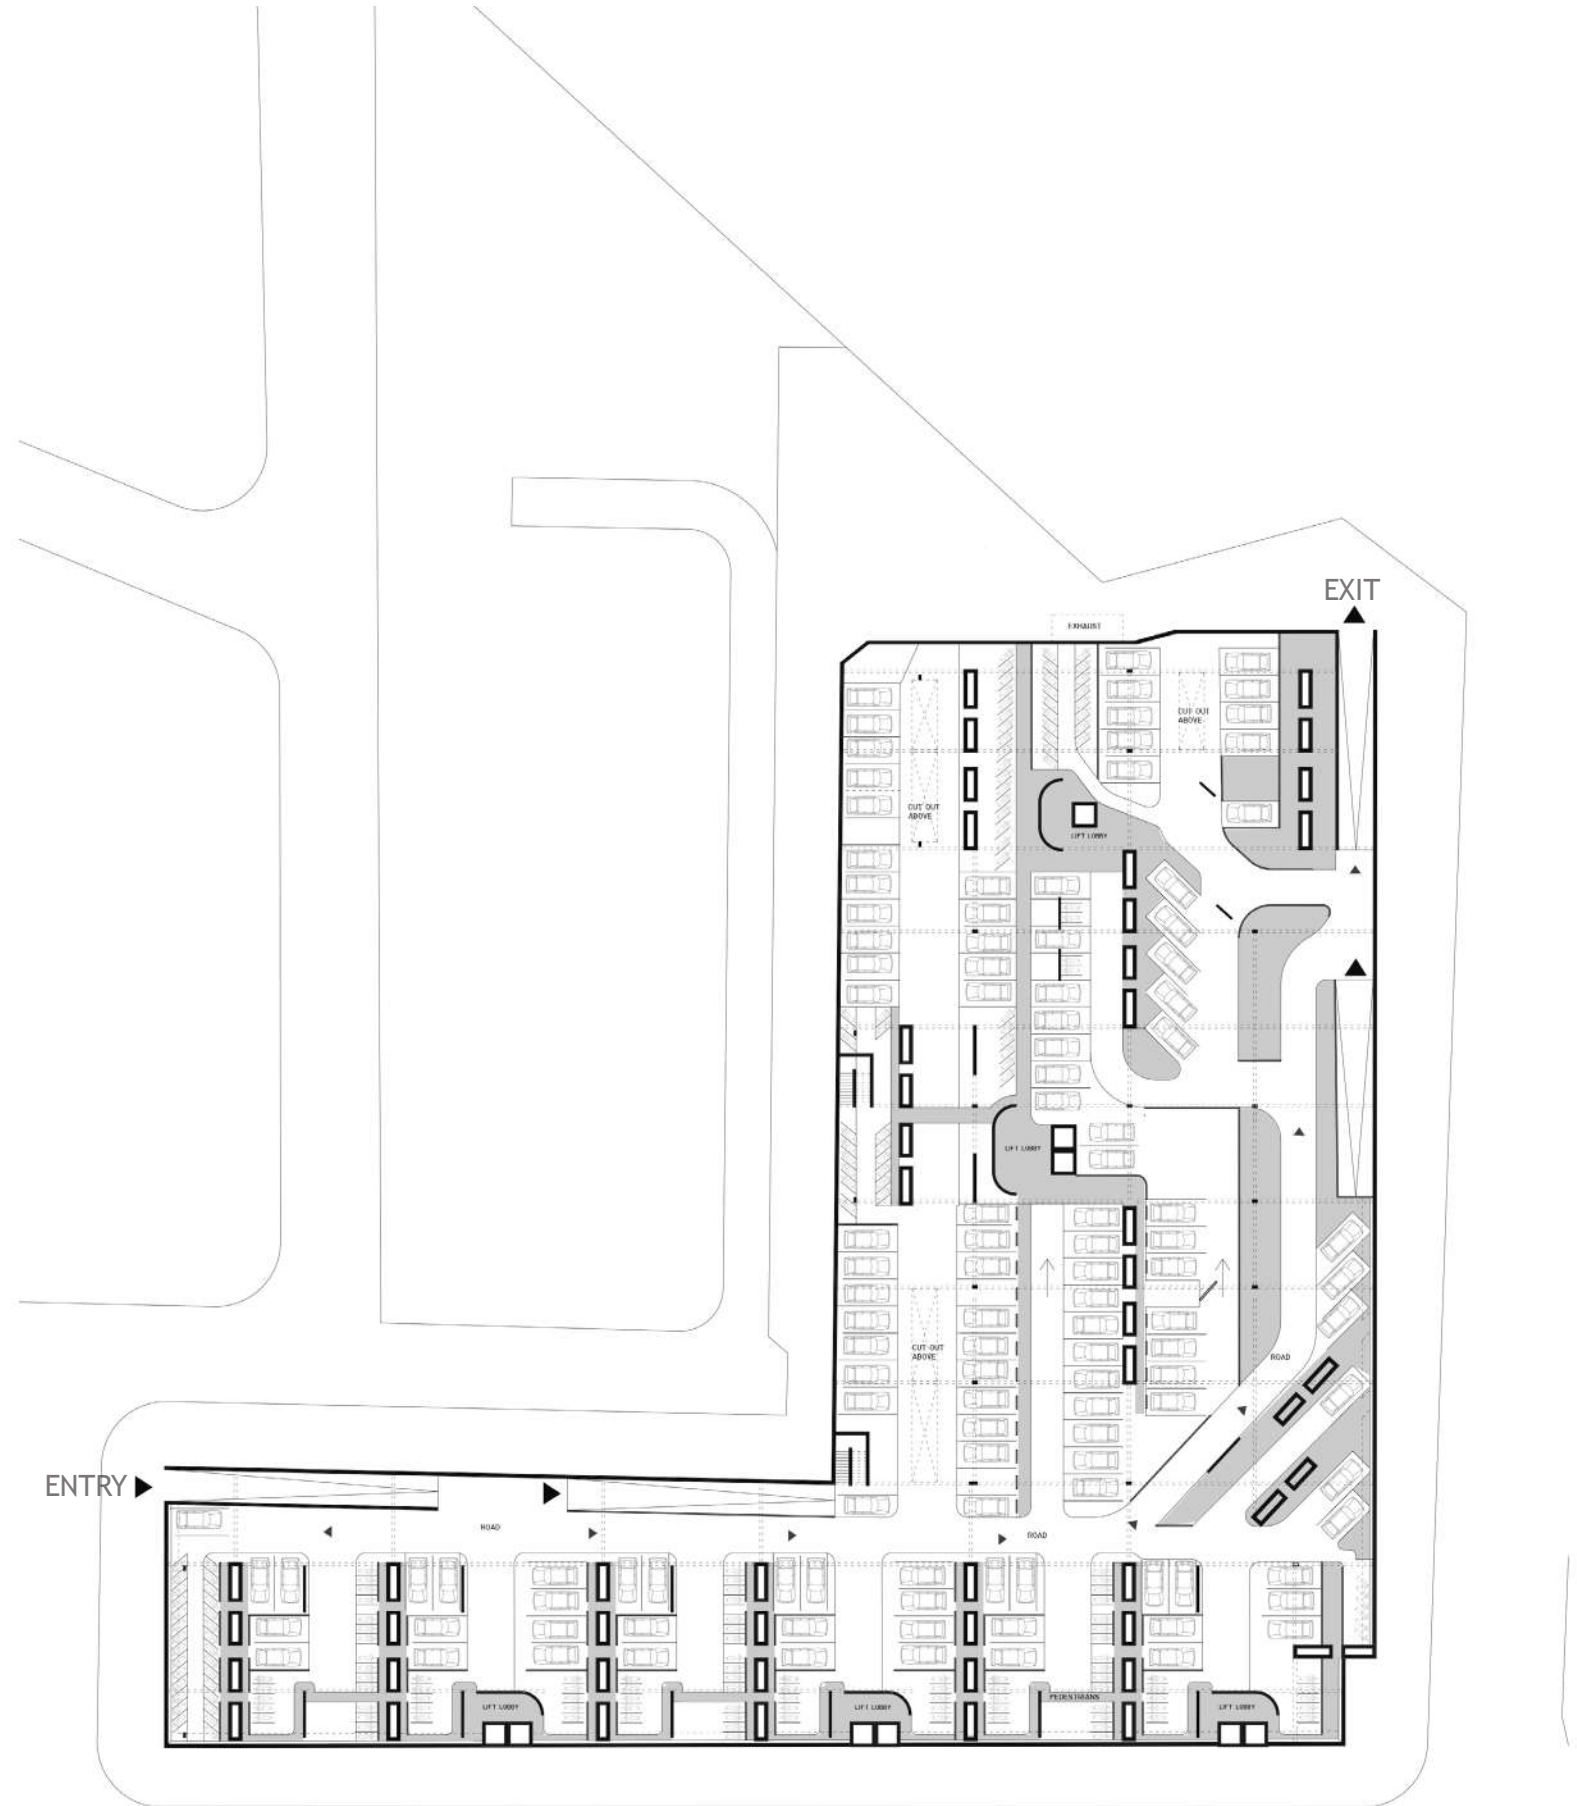 EXIT
EXHAUST
CUT OUT
ABOVE
CUT OUT
ABOVE
LIFT LOBBY
LIFT LOBBY
CUT OUT
ABOVE
ROAD
ENTRY
ROAD
ROAD
PEDESTRIANS
LIFT LOBBY
LIFT LOBBY
LIFT LOBBY